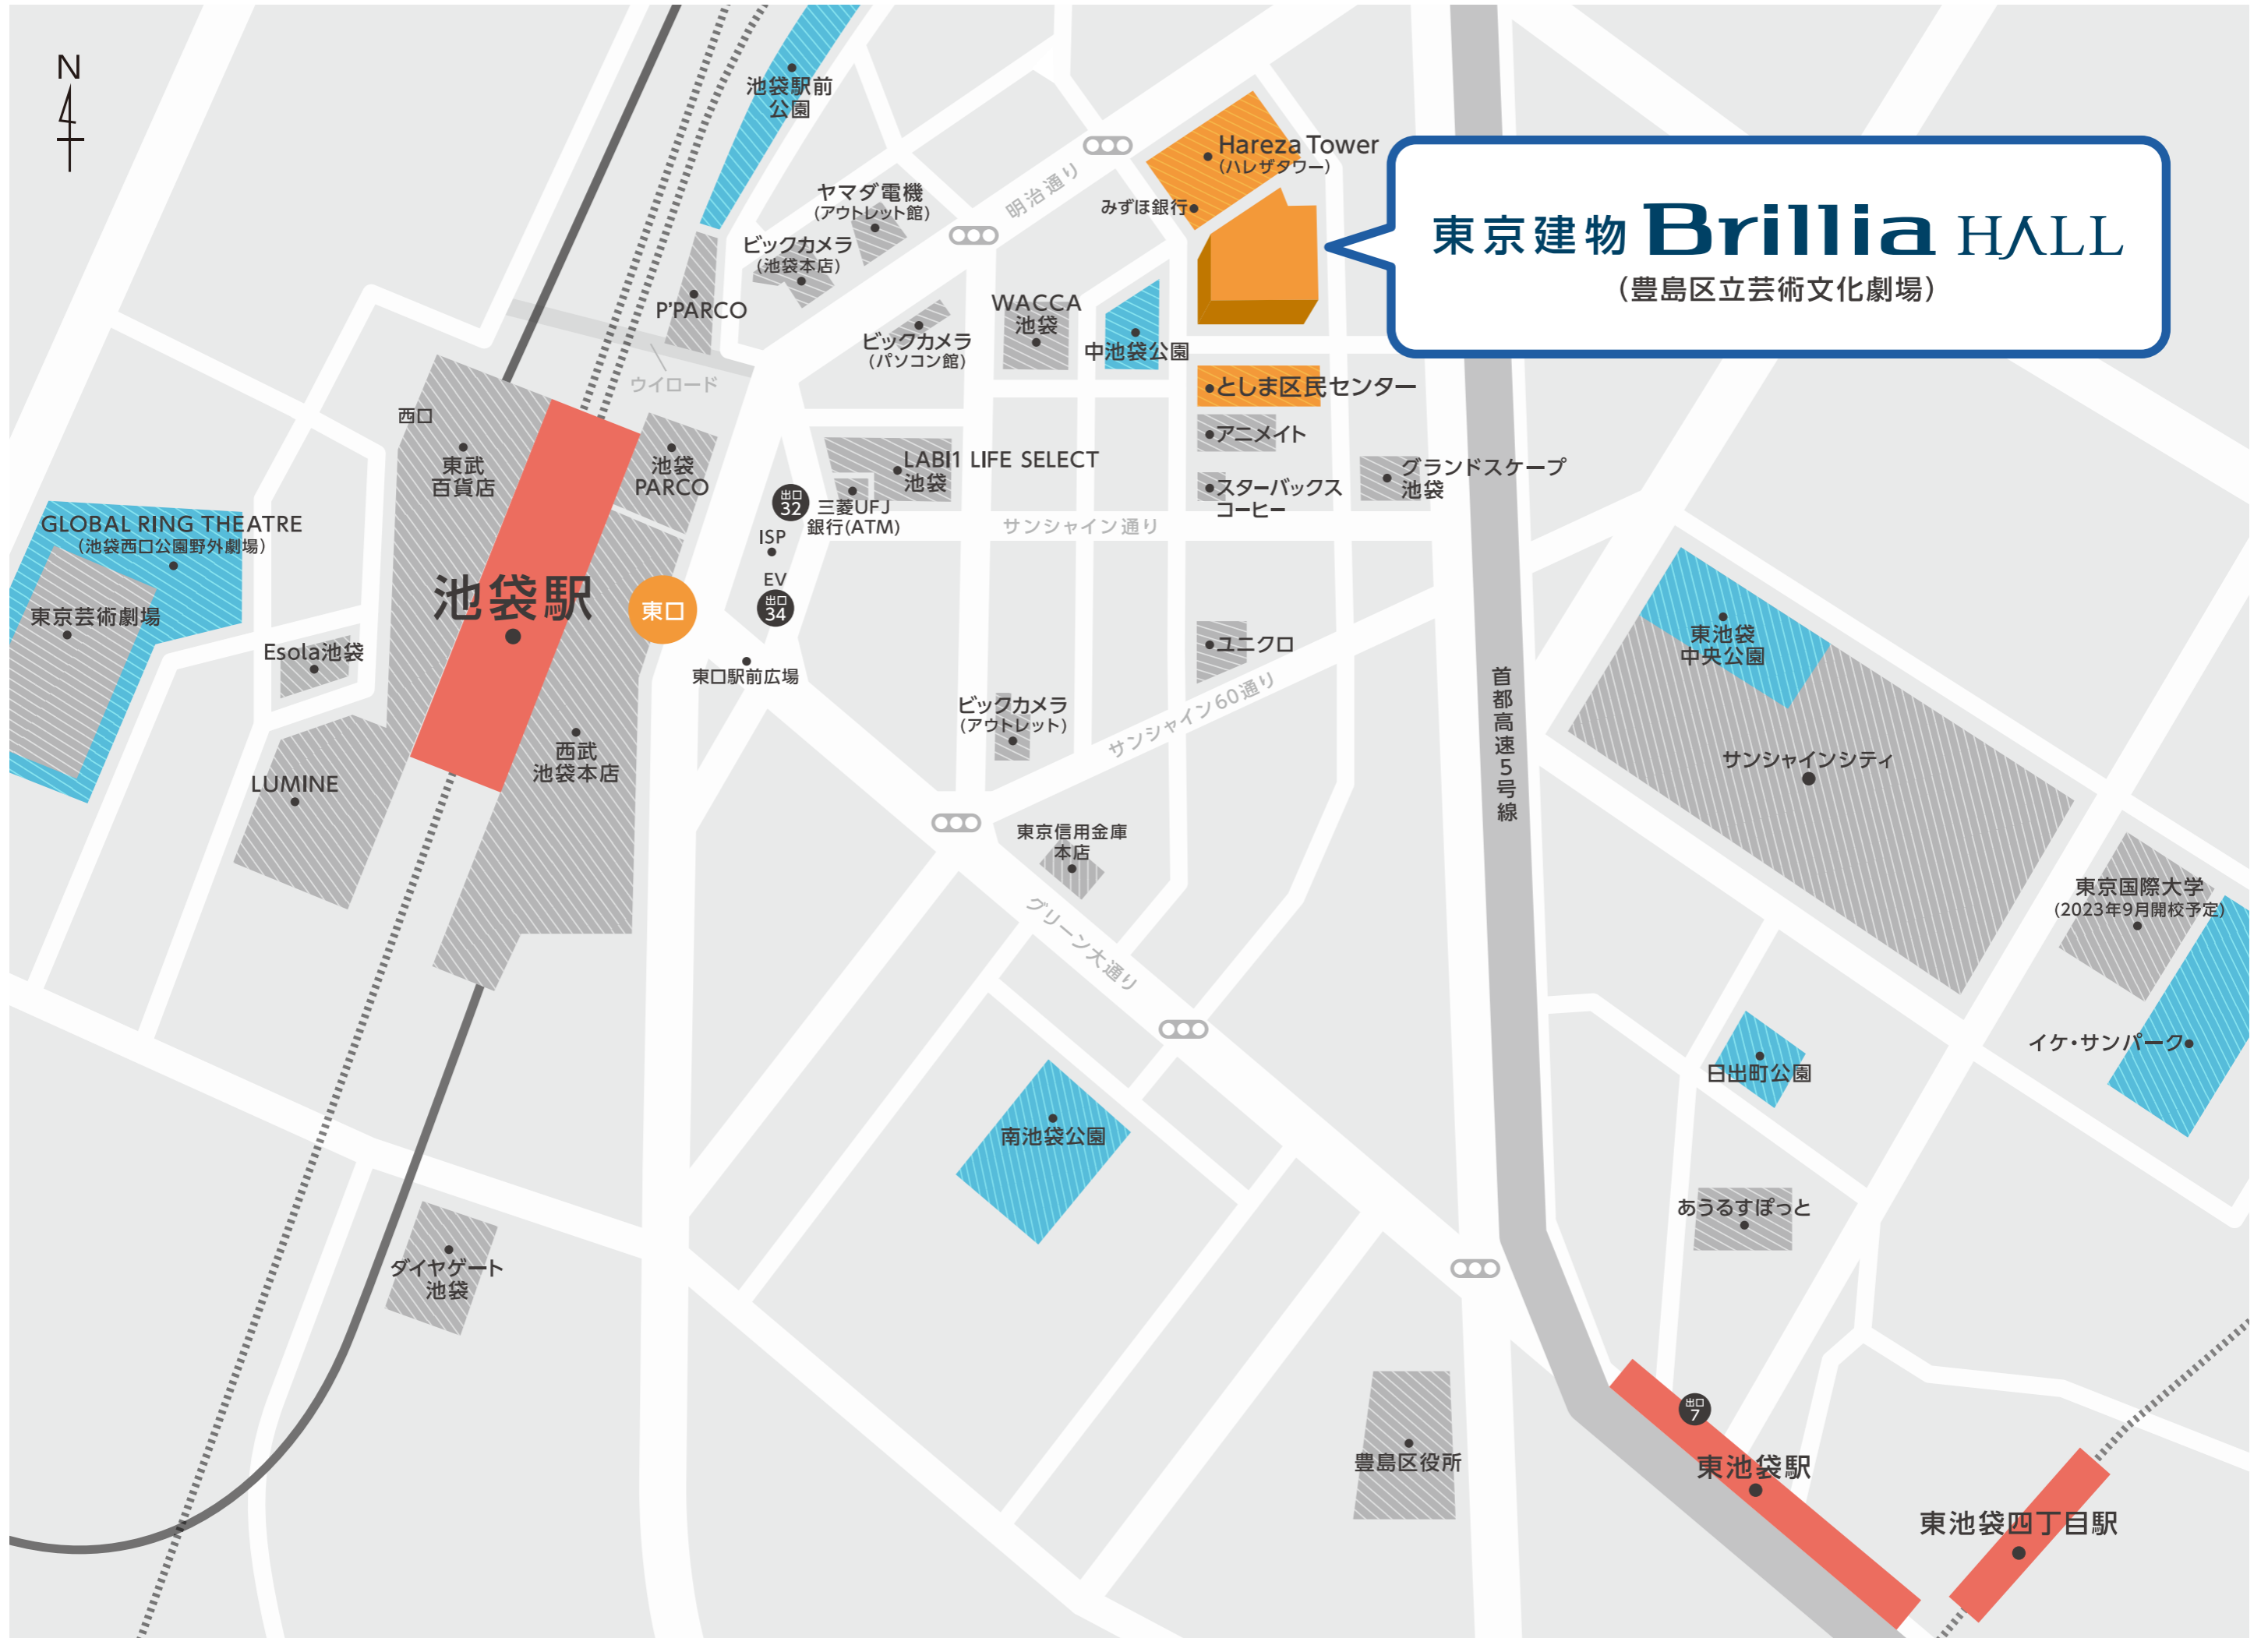 N
池袋駅前
公園
Hareza Tower
(ハレザタワー)
明治通り
みずほ銀行
ヤマダ電機
(アウトレット館)
ビックカメラ
(池袋本店)
P'PARCO
東京建物 Brillia HALL
(豊島区立芸術文化劇場)
WACCA
池袋
ビックカメラ
(パソコン館)
中池袋公園
ウイロード
としま区民センター
西口
東武
百貨店
池袋
PARCO
アニメイト
LABI1 LIFE SELECT
池袋
グランドスケープ
池袋
スターバックス
コーヒー
出口
32
三菱UFJ
銀行(ATM)
サンシャイン通り
ISP
GLOBAL RING THEATRE
(池袋西口公園野外劇場)
東京芸術劇場
池袋駅
東口
EV
出口
34
Esola池袋
東口駅前広場
ユニクロ
東池袋
中央公園
サンシャイン60通り
ビックカメラ
(アウトレット)
首都高速5号線
西武
池袋本店
LUMINE
サンシャインシティ
東京信用金庫
本店
グリーン大通り
東京国際大学
(2023年9月開校予定)
イケ・サンパーク
日出町公園
南池袋公園
あうるすぽっと
ダイヤゲート
池袋
出口
7
豊島区役所
東池袋駅
東池袋四丁目駅